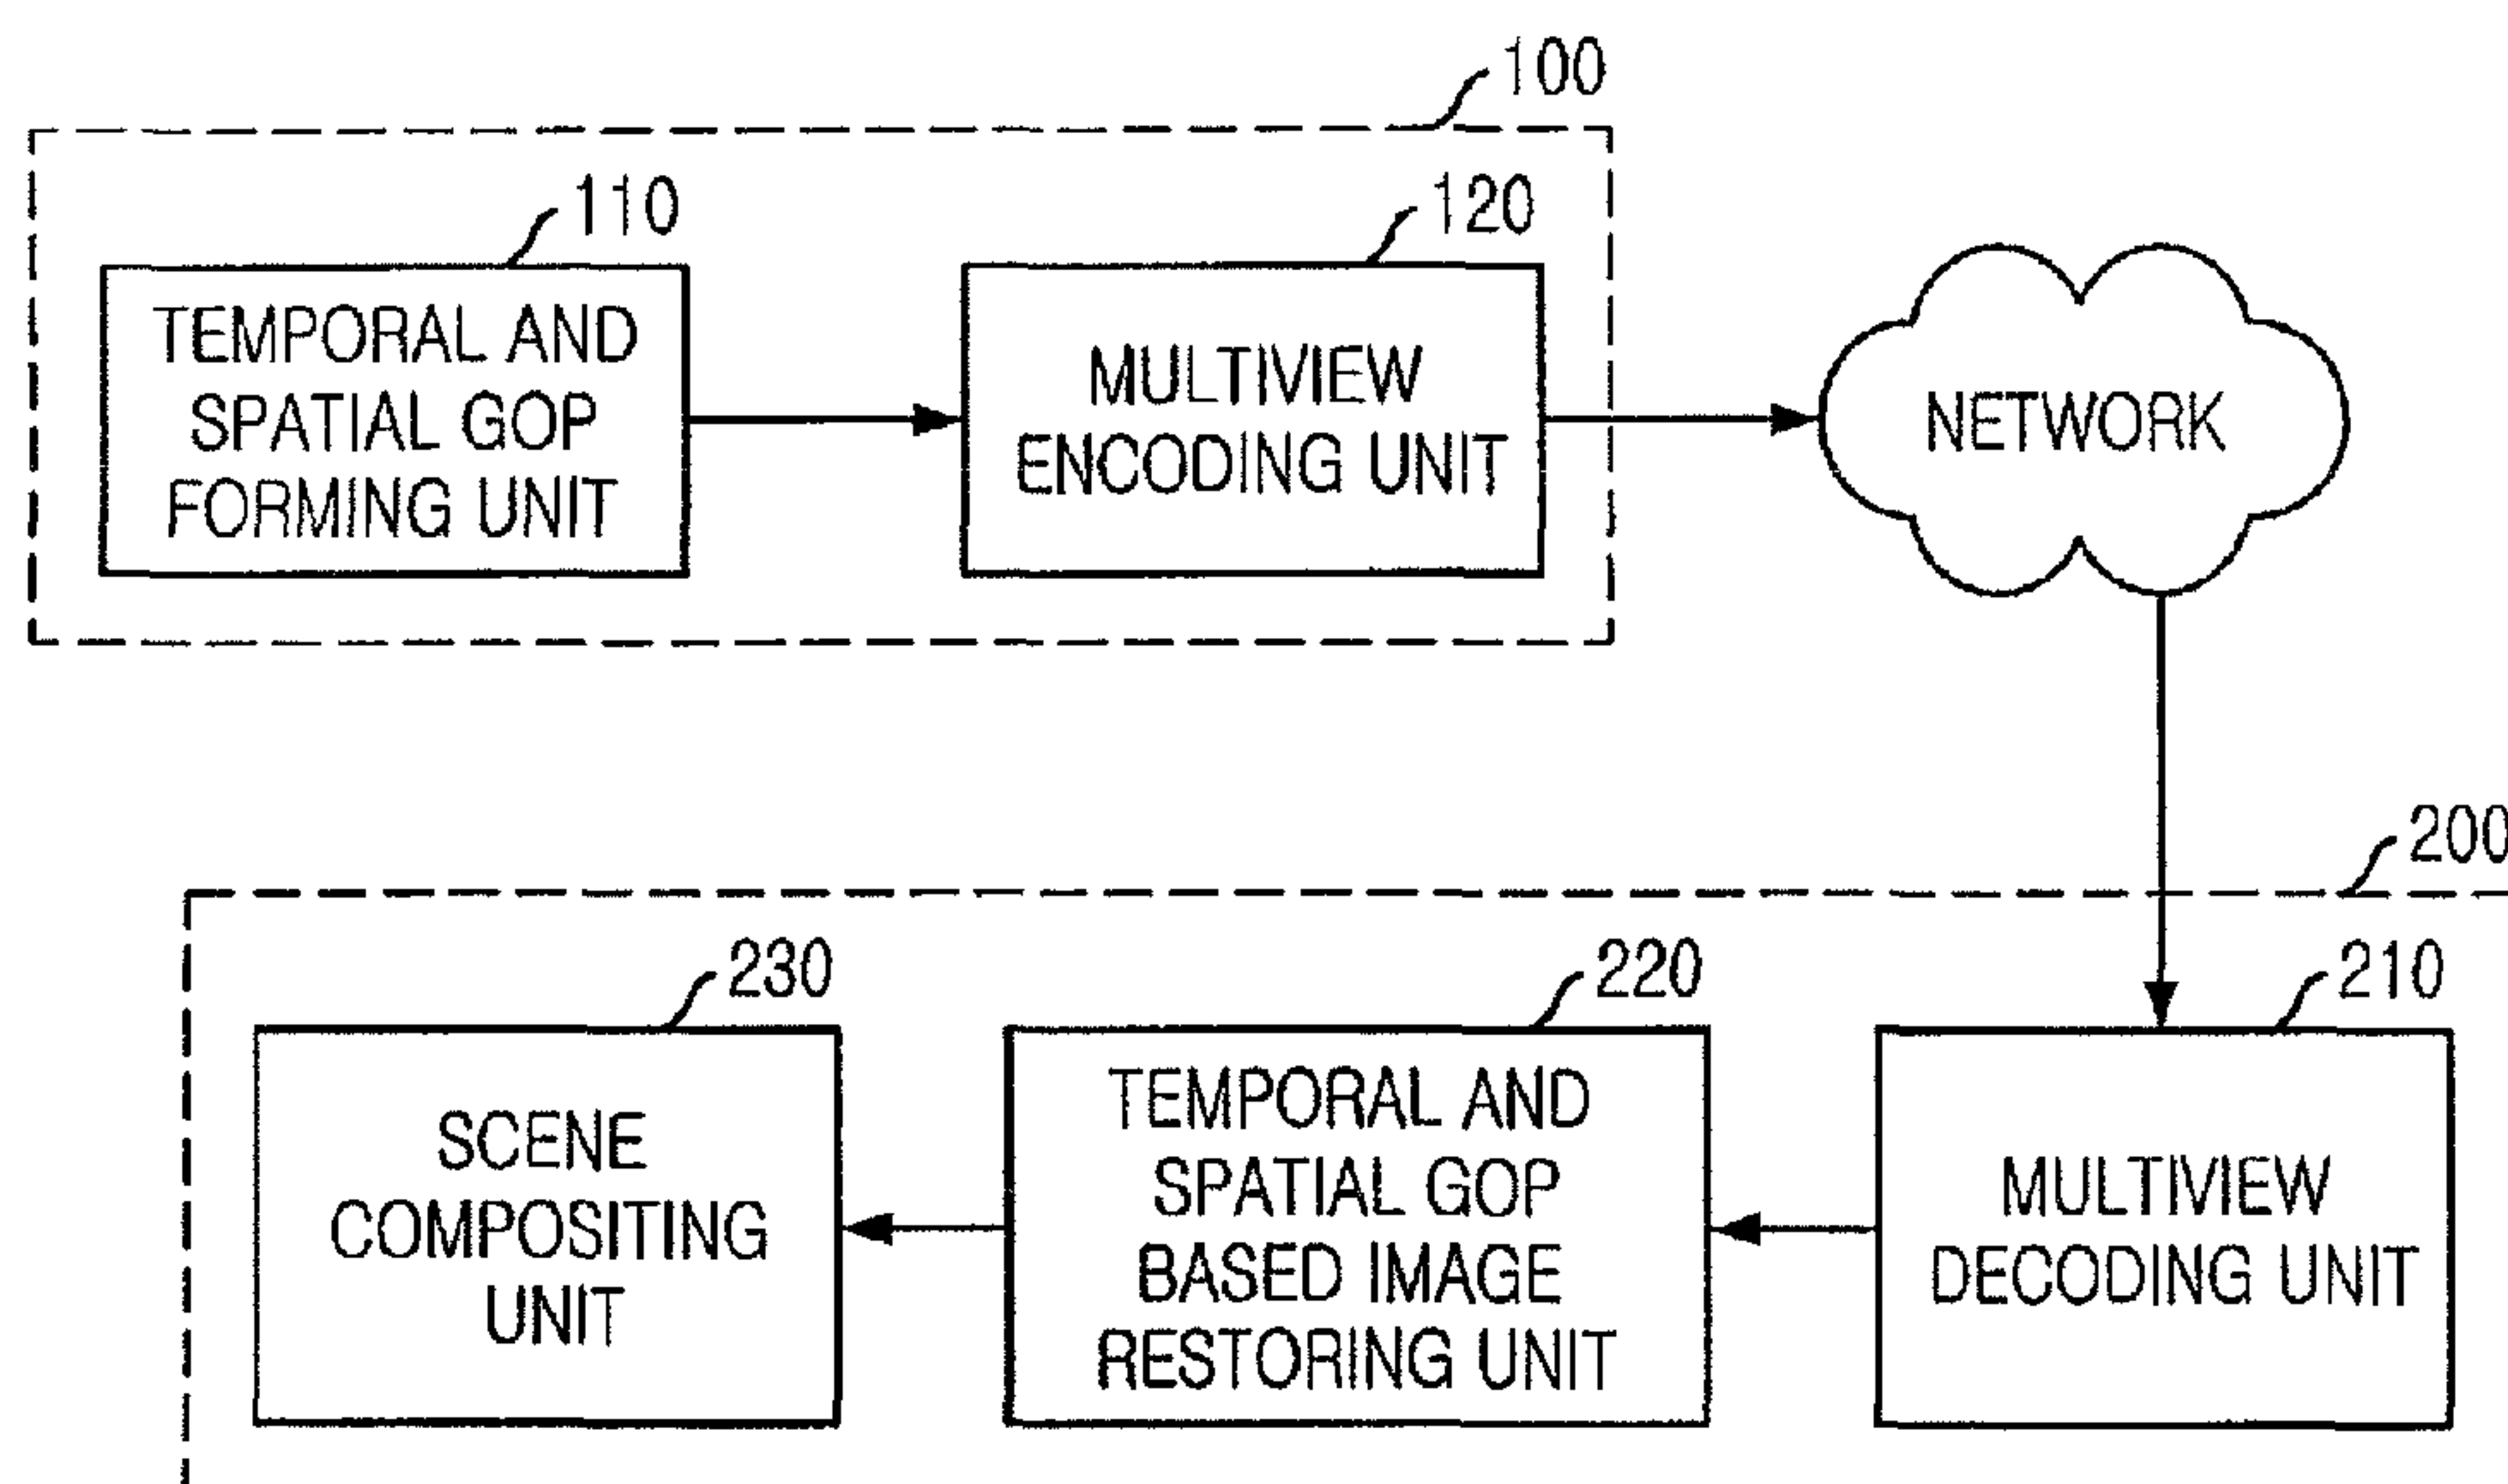 100
110
120
TEMPORAL AND
SPATIAL GOP
FORMING UNIT
MULTIVIEW
ENCODING UNIT
NETWORK
200
230
220
210
SCENE
COMPOSITING
UNIT
TEMPORAL AND
SPATIAL GOP
BASED IMAGE
RESTORING UNIT
MULTIVIEW
DECODING UNIT